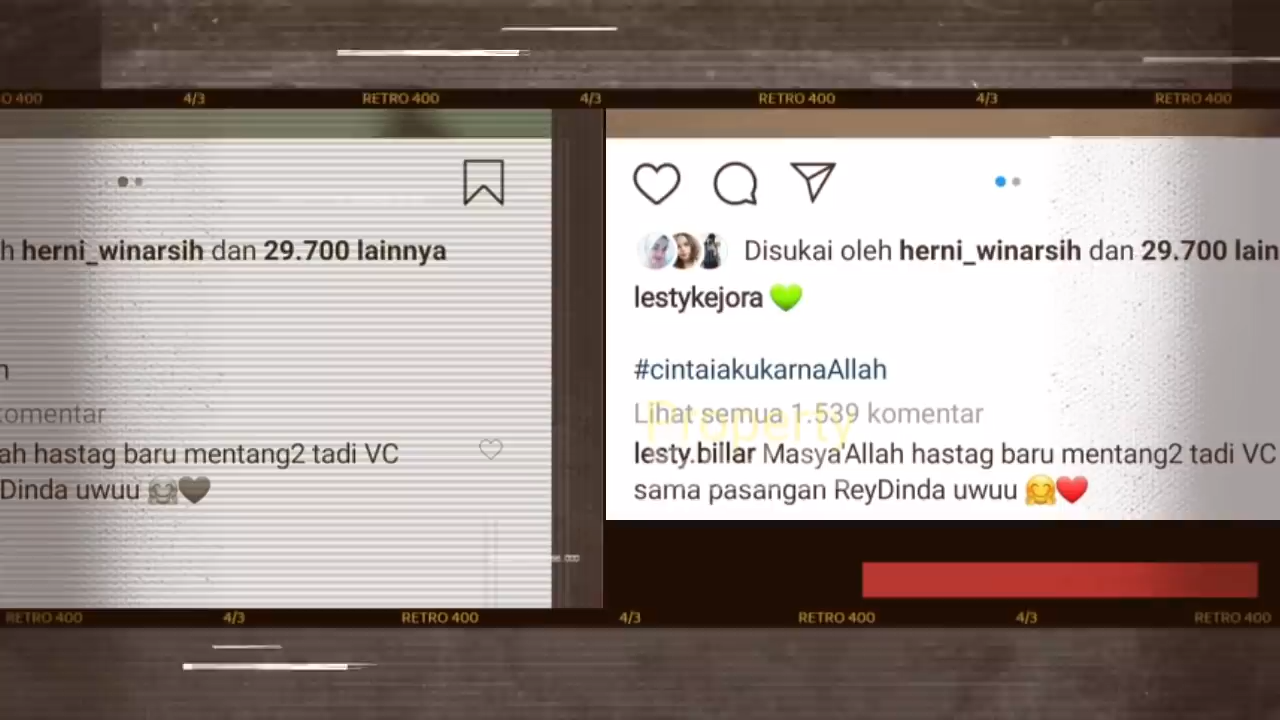 O 400 4/3 RETRO 400 4/3 RETRO 400 4/3 RETRO 400
h herni_winarsih dan 29.700 lainnya
h
komentar
ah hastag baru mentang2 tadi VC
Dinda uwuu 🤗🖤
Disukai oleh herni_winarsih dan 29.700 lain
lestykejora 💚
#cintaiakukarnaAllah
Lihat semua 1.539 komentar
Property
lesty.billar Masya'Allah hastag baru mentang2 tadi VC
sama pasangan ReyDinda uwuu 🤗❤️
RETRO 400 4/3 RETRO 400 4/3 RETRO 400 4/3 RETRO 400